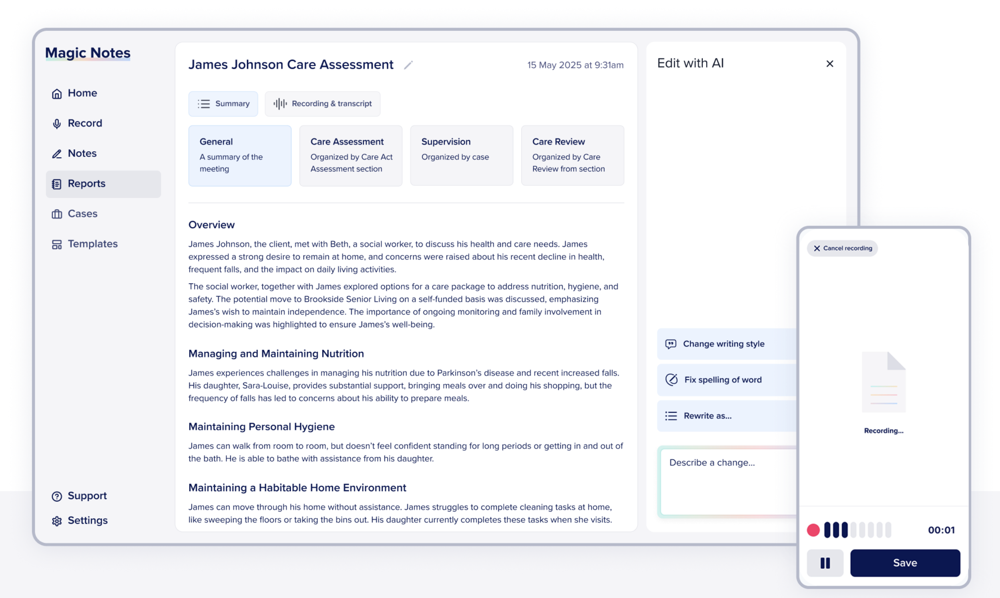 Magic Notes
Home
Record
Notes
Reports
Cases
Templates
Support
Settings
James Johnson Care Assessment
15 May 2025 at 9:31am
Summary
Recording & transcript
General
A summary of the
meeting
Care Assessment
Organized by Care Act
Assessment section
Supervision
Organized by case
Care Review
Organized by Care
Review from section
Overview
James Johnson, the client, met with Beth, a social worker, to discuss his health and care needs. James
expressed a strong desire to remain at home, and concerns were raised about his recent decline in health,
frequent falls, and the impact on daily living activities.
The social worker, together with James explored options for a care package to address nutrition, hygiene, and
safety. The potential move to Brookside Senior Living on a self-funded basis was discussed, emphasizing
James’s wish to maintain independence. The importance of ongoing monitoring and family involvement in
decision-making was highlighted to ensure James’s well-being.
Managing and Maintaining Nutrition
James experiences challenges in managing his nutrition due to Parkinson’s disease and recent increased falls.
His daughter, Sara-Louise, provides substantial support, bringing meals over and doing his shopping, but the
frequency of falls has led to concerns about his ability to prepare meals.
Maintaining Personal Hygiene
James can walk from room to room, but doesn’t feel confident standing for long periods or getting in and out of
the bath. He is able to bathe with assistance from his daughter.
Maintaining a Habitable Home Environment
James can move through his home without assistance. James struggles to complete cleaning tasks at home,
like sweeping the floors or taking the bins out. His daughter currently completes these tasks when she visits.
Edit with AI
Change writing style
Fix spelling of word
Rewrite as...
Describe a change...
Cancel recording
Recording...
00:01
Save